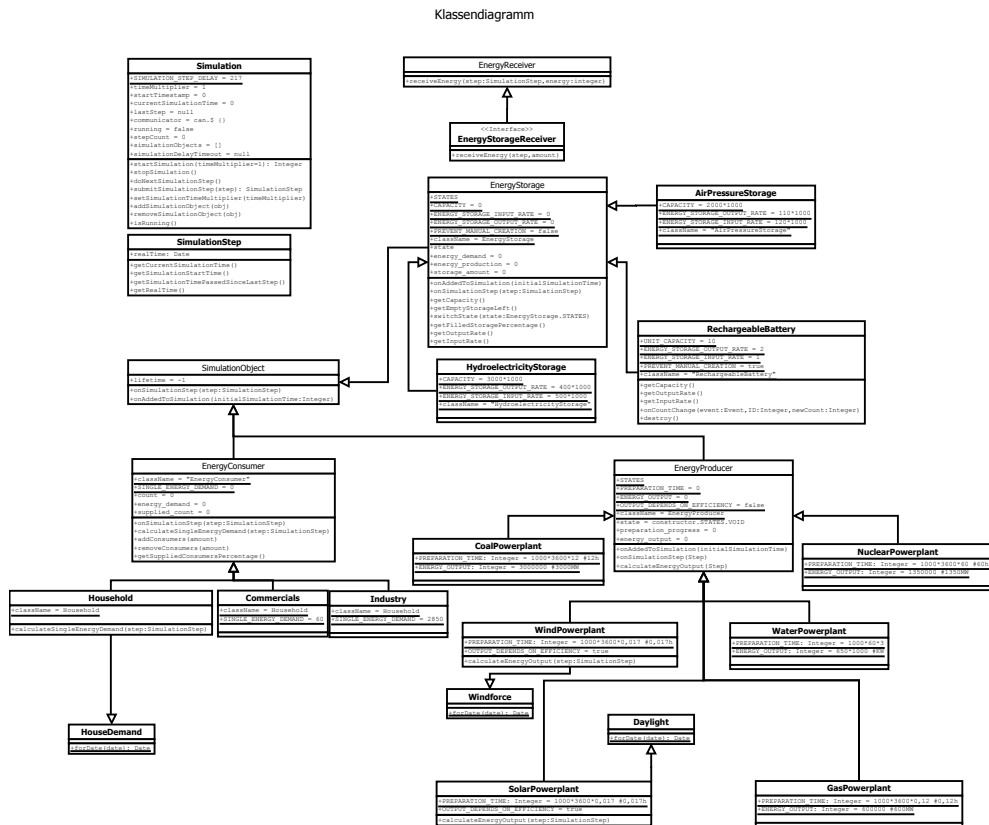 Klassendiagramm
Simulation
+SIMULATION_STEP_DELAY = 217
+timeMultiplier = 1
+startTimestamp = 0
+currentSimulationTime = 0
+lastStep = null
+communicator = can.$ {}
+running = false
+stepCount = 0
+simulationObjects = []
+simulationDelayTimeout = null
+startSimulation(timeMultiplier=1): Integer
+stopSimulation()
+doNextSimulationStep()
+submitSimulationStep(step): SimulationStep
+setSimulationTimeMultiplier(timeMultiplier)
+addSimulationObject(obj)
+removeSimulationObject(obj)
+isRunning()
EnergyReceiver
+receiveEnergy(step:SimulationStep,energy:integer)
<<Interface>>
EnergyStorageReceiver
+receiveEnergy(step,amount)
SimulationStep
+realTime: Date
+getCurrentSimulationTime()
+getSimulationStartTime()
+getSimulationTimePassedSinceLastStep()
+getRealTime()
EnergyStorage
+STATES
+CAPACITY = 0
+ENERGY_STORAGE_INPUT_RATE = 0
+ENERGY_STORAGE_OUTPUT_RATE = 0
+PREVENT_MANUAL_CREATION = false
+className = EnergyStorage
+state
+energy_demand = 0
+energy_production = 0
+storage_amount = 0
+onAddedToSimulation(initialSimulationTime)
+onSimulationStep(step:SimulationStep)
+getCapacity()
+getEmptyStorageLeft()
+switchState(state:EnergyStorage.STATES)
+getFilledStoragePercentage()
+getOutputRate()
+getInputRate()
AirPressureStorage
+CAPACITY = 2000*1000
+ENERGY_STORAGE_OUTPUT_RATE = 110*1000
+ENERGY_STORAGE_INPUT_RATE = 120*1000
+className = "AirPressureStorage"
RechargeableBattery
+UNIT_CAPACITY = 10
+ENERGY_STORAGE_OUTPUT_RATE = 2
+ENERGY_STORAGE_INPUT_RATE = 1
+PREVENT_MANUAL_CREATION = true
+className = "RechargeableBattery"
+getCapacity()
+getOutputRate()
+getInputRate()
+onCountChange(event:Event,ID:Integer,newCount:Integer)
+destroy()
SimulationObject
+lifetime = -1
+onSimulationStep(step:SimulationStep)
+onAddedToSimulation(initialSimulationTime:Integer)
HydroelectricityStorage
+CAPACITY = 3000*1000
+ENERGY_STORAGE_OUTPUT_RATE = 400*1000
+ENERGY_STORAGE_INPUT_RATE = 500*1000
+className = "HydroelectricityStorage"
EnergyConsumer
+className = "EnergyConsumer"
+SINGLE_ENERGY_DEMAND = 0
+count = 0
+energy_demand = 0
+supplied_count = 0
+onSimulationStep(step:SimulationStep)
+calculateSingleEnergyDemand(step:SimulationStep)
+addConsumers(amount)
+removeConsumers(amount)
+getSuppliedConsumersPercentage()
EnergyProducer
+STATES
+PREPARATION_TIME = 0
+ENERGY_OUTPUT = 0
+OUTPUT_DEPENDS_ON_EFFICIENCY = false
+className = EnergyProducer
+state = constructor.STATES.VOID
+preparation_progress = 0
+energy_output = 0
+onAddedToSimulation(initialSimulationTime)
+onSimulationStep(Step)
+calculateEnergyOutput(Step)
CoalPowerplant
+PREPARATION_TIME: Integer = 1000*3600*12 #12h
+ENERGY_OUTPUT: Integer = 3000000 #3000MW
NuclearPowerplant
+PREPARATION_TIME: Integer = 1000*3600*60 #60h
+ENERGY_OUTPUT: Integer = 1350000 #1350MW
Household
+className = Household
+calculateSingleEnergyDemand(step:SimulationStep)
Commercials
+className = Household
+SINGLE_ENERGY_DEMAND = 60
Industry
+className = Household
+SINGLE_ENERGY_DEMAND = 2850
WindPowerplant
+PREPARATION_TIME: Integer = 1000*3600*0,017 #0,017h
+OUTPUT_DEPENDS_ON_EFFICIENCY = true
+calculateEnergyOutput(step:SimulationStep)
WaterPowerplant
+PREPARATION_TIME: Integer = 1000*60*3
+ENERGY_OUTPUT: Integer = 650*1000 #KW
Windforce
+forDate(date): Date
HouseDemand
+forDate(date): Date
Daylight
+forDate(date): Date
SolarPowerplant
+PREPARATION_TIME: Integer = 1000*3600*0,017 #0,017h
+OUTPUT_DEPENDS_ON_EFFICIENCY = true
+calculateEnergyOutput(step:SimulationStep)
GasPowerplant
+PREPARATION_TIME: Integer = 1000*3600*0,12 #0,12h
+ENERGY_OUTPUT: Integer = 600000 #600MW